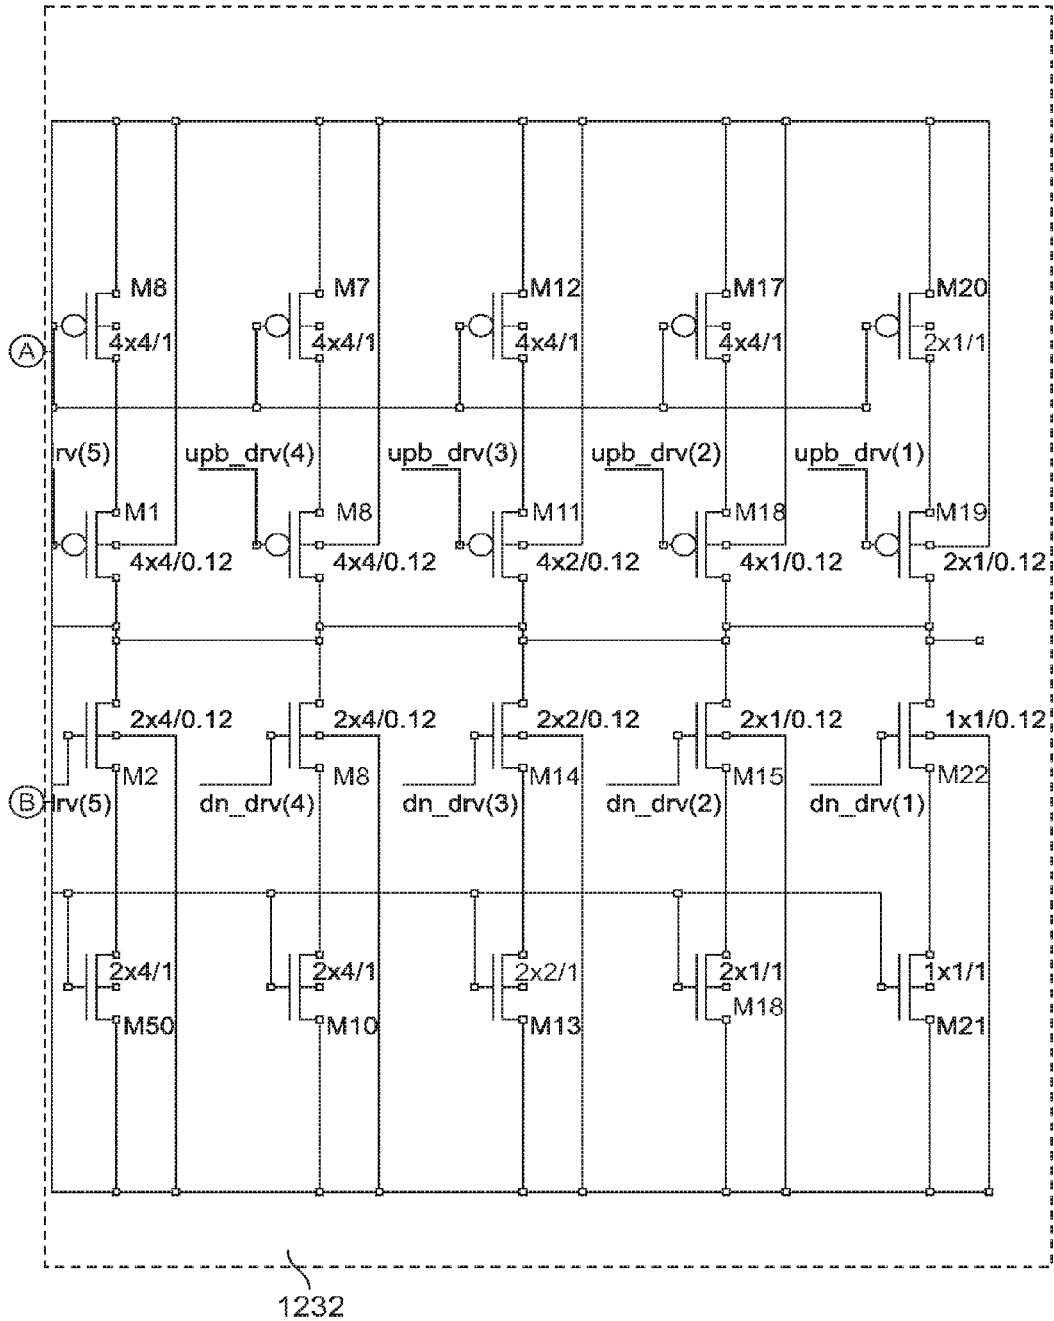 M8 M7 M12 M17 M20
A 4x4/1 4x4/1 4x4/1 4x4/1 2x1/1
rv(5) upb_drv(4) upb_drv(3) upb_drv(2) upb_drv(1)
M1 M8 M11 M18 M19
4x4/0.12 4x4/0.12 4x2/0.12 4x1/0.12 2x1/0.12
2x4/0.12 2x4/0.12 2x2/0.12 2x1/0.12 1x1/0.12
M2 M8 M14 M15 M22
B lrv(5) dn_drv(4) dn_drv(3) dn_drv(2) dn_drv(1)
2x4/1 2x4/1 2x2/1 2x1/1 1x1/1
M50 M10 M13 M18 M21
1232